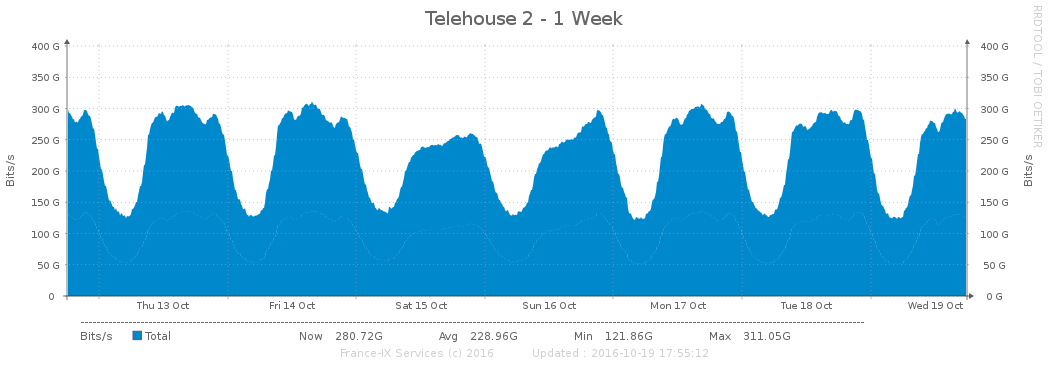 Telehouse 2 - 1 Week
RRDTOOL / TOBI OETIKER
400 G 400 G
350 G 350 G
300 G 300 G
250 G 250 G
200 G 200 G
150 G 150 G
100 G 100 G
50 G 50 G
0 0 G
Bits/s
Bits/s
Thu 13 Oct Fri 14 Oct Sat 15 Oct Sun 16 Oct Mon 17 Oct Tue 18 Oct Wed 19 Oct
Bits/s Total Now 280.72G Avg 228.96G Min 121.86G Max 311.05G
France-IX Services (c) 2016 Updated : 2016-10-19 17:55:12